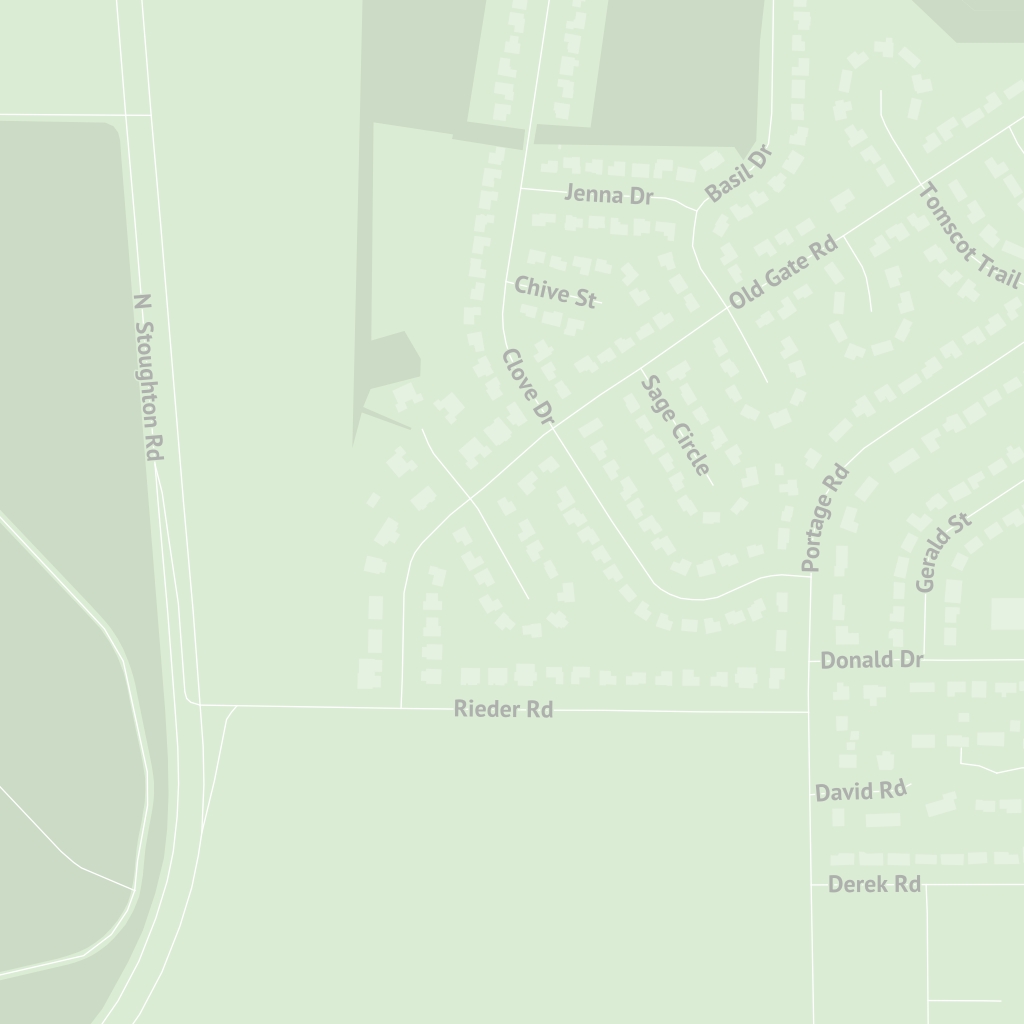 Jenna Dr
Basil Dr
Tomscot Trail
Old Gate Rd
Chive St
N Stoughton Rd
Clove Dr
Sage Circle
Portage Rd
Gerald St
Donald Dr
Rieder Rd
David Rd
Derek Rd